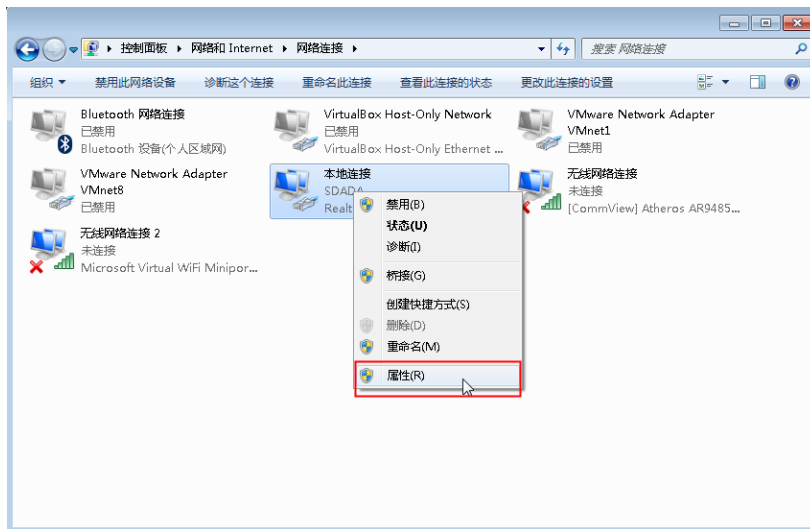 控制面板 ▸ 网络和 Internet ▸ 网络连接 ▸
搜索 网络连接
组织 禁用此网络设备 诊断这个连接 重命名此连接 查看此连接的状态 更改此连接的设置
Bluetooth 网络连接
已禁用
Bluetooth 设备(个人区域网)
VirtualBox Host-Only Network
已禁用
VirtualBox Host-Only Ethernet ...
VMware Network Adapter
VMnet1
已禁用
VMware Network Adapter
VMnet8
已禁用
本地连接
SDADA
Realt
无线网络连接
未连接
[CommView] Atheros AR9485...
无线网络连接 2
未连接
Microsoft Virtual WiFi Minipor...
禁用(B)
状态(U)
诊断(I)
桥接(G)
创建快捷方式(S)
删除(D)
重命名(M)
属性(R)